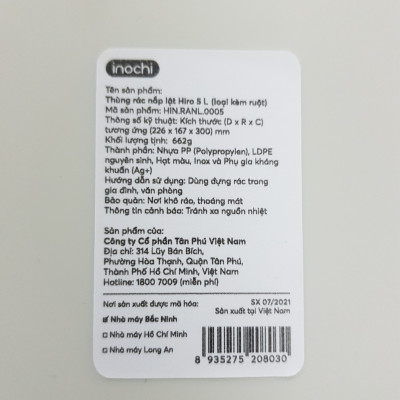 inochi
Tên sản phẩm:
Thùng rác nắp lật Hiro 5 L (loại kèm ruột)
Mã sản phẩm: HIN.RANL.0005
Thông số kỹ thuật: Kích thước (D x R x C)
tương ứng (226 x 167 x 300) mm
Khối lượng tịnh: 662g
Thành phần: Nhựa PP (Polypropylen), LDPE
nguyên sinh, Hạt màu, Inox và Phụ gia kháng
khuẩn (Ag+)
Hướng dẫn sử dụng: Dùng đựng rác trong
gia đình, văn phòng
Bảo quản: Nơi khô ráo, thoáng mát
Thông tin cảnh báo: Tránh xa nguồn nhiệt
Sản phẩm của:
Công ty Cổ phần Tân Phú Việt Nam
Địa chỉ: 314 Lũy Bán Bích,
Phường Hòa Thạnh, Quận Tân Phú,
Thành Phố Hồ Chí Minh, Việt Nam
Hotline: 1800 7009 (miễn phí)
Nơi sản xuất được mã hóa:
SX 07/2021
Sản xuất tại Việt Nam
Nhà máy Bắc Ninh
Nhà máy Hồ Chí Minh
Nhà máy Long An
8 935275 208030